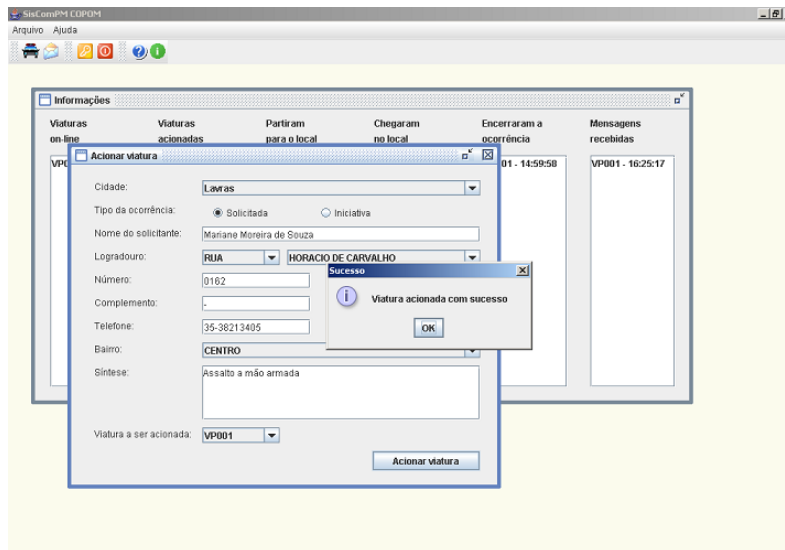 SisComPM COPOM
Arquivo Ajuda
Informações
Viaturas on-line
Viaturas acionadas
Partiram para o local
Chegaram no local
Encerraram a ocorrência
Mensagens recebidas
01 - 14:59:58
VP001 - 16:25:17
Acionar viatura
Cidade: Lavras
Tipo da ocorrência: Solicitada Iniciativa
Nome do solicitante: Mariane Moreira de Souza
Logradouro: RUA HORACIO DE CARVALHO
Número: 0162
Complemento: -
Telefone: 35-38213405
Bairro: CENTRO
Síntese: Assalto a mão armada
Viatura a ser acionada: VP001
Acionar viatura
Sucesso
Viatura acionada com sucesso
OK